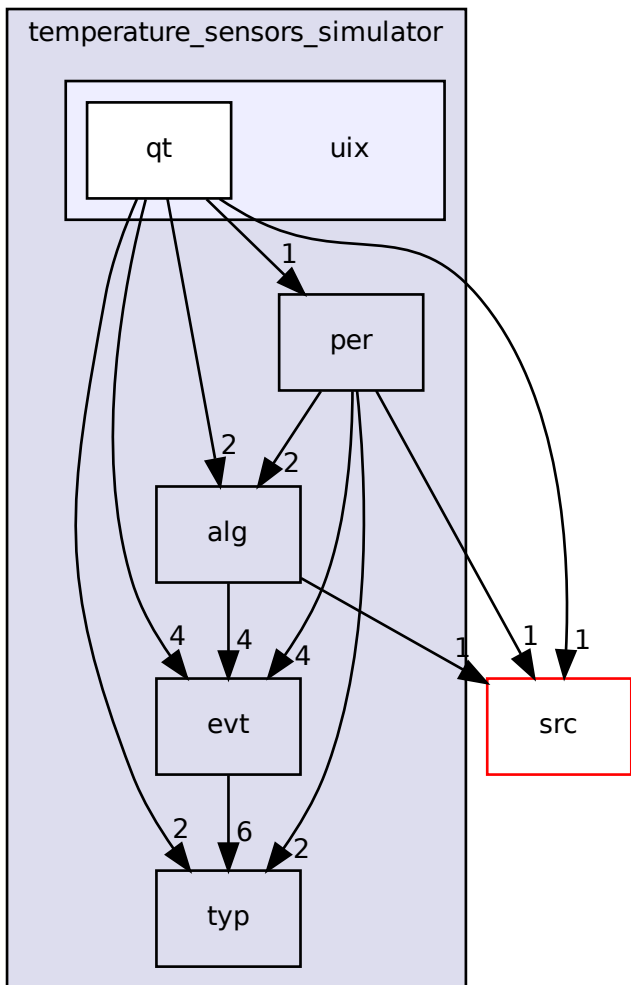 temperature_sensors_simulator
qt
uix
1
per
2
2
alg
4
4
4
1
1
1
evt
src
2
6
2
typ